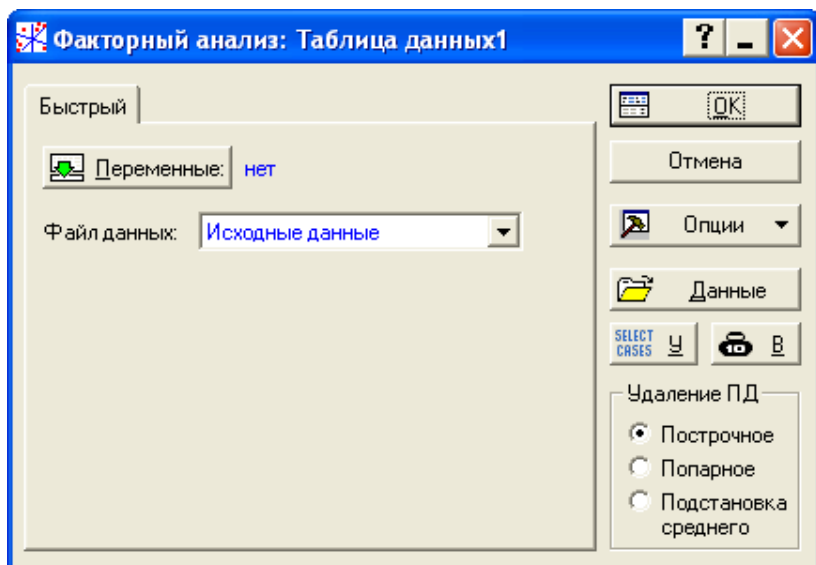 Факторный анализ: Таблица данных1
?
Быстрый
Переменные:
нет
Файл данных:
Исходные данные
OK
Отмена
Опции
Данные
SELECT CASES
У
10
В
Удаление ПД
Построчное
Попарное
Подстановка
среднего